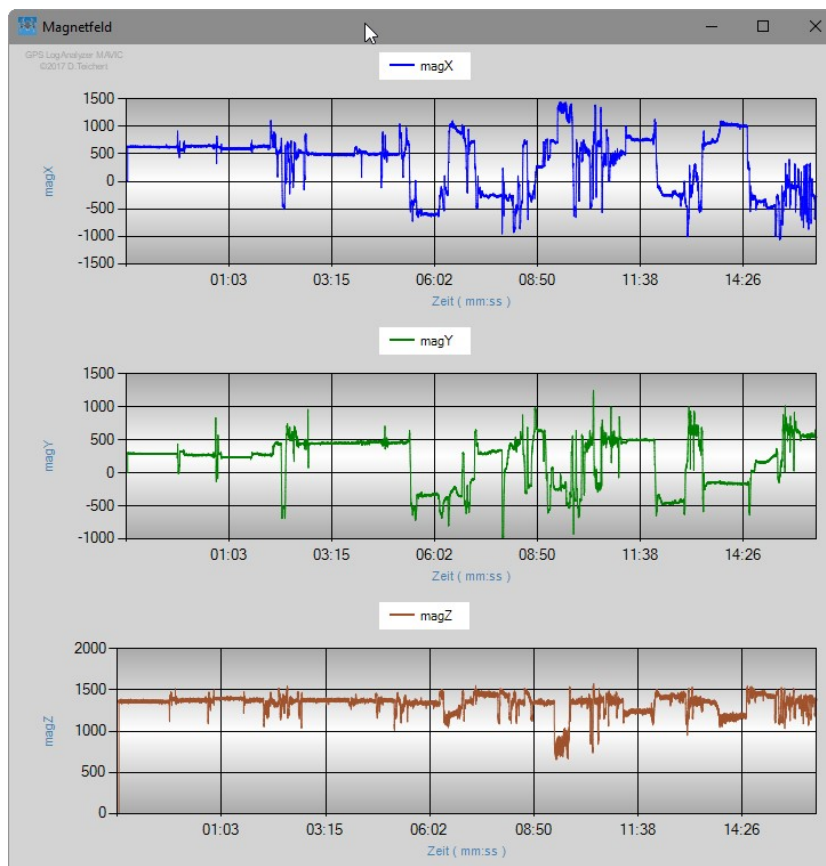 Magnetfeld
GPS LogAnalyzer MAVIC
©2017 D.Teichert
magX
1500
1000
500
0
-500
-1000
-1500
magX
01:03 03:15 06:02 08:50 11:38 14:26
Zeit ( mm:ss )
magY
1500
1000
500
0
-500
-1000
magY
01:03 03:15 06:02 08:50 11:38 14:26
Zeit ( mm:ss )
magZ
2000
1500
1000
500
0
magZ
01:03 03:15 06:02 08:50 11:38 14:26
Zeit ( mm:ss )